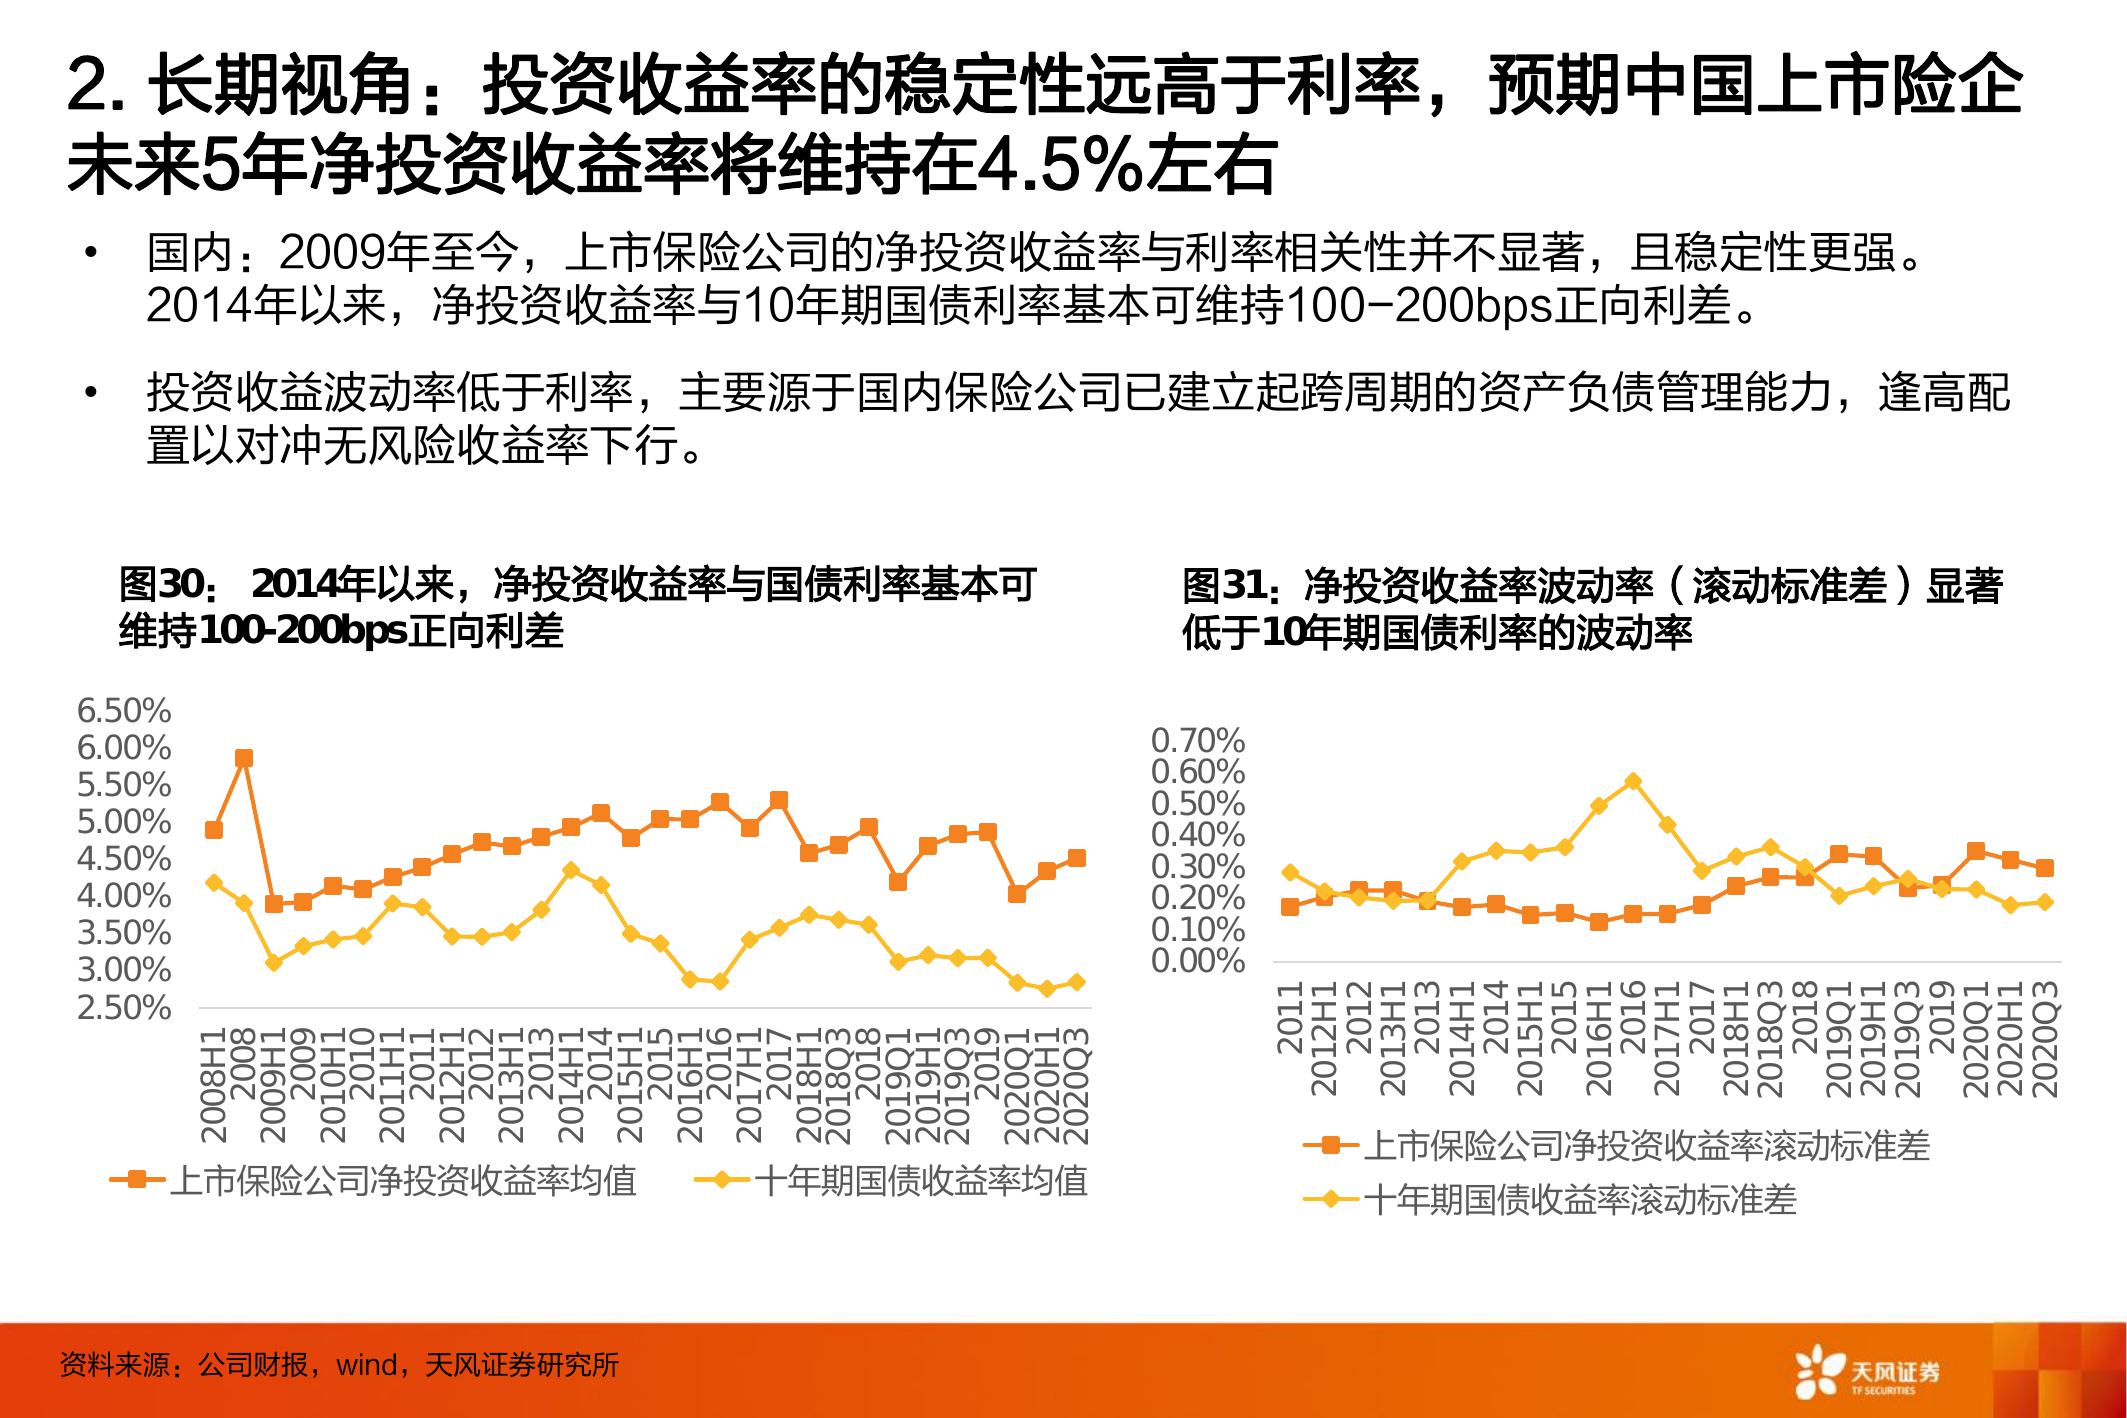 2. 长期视角：投资收益率的稳定性远高于利率，预期中国上市险企
未来5年净投资收益率将维持在4.5%左右
• 国内：2009年至今，上市保险公司的净投资收益率与利率相关性并不显著，且稳定性更强。
2014年以来，净投资收益率与10年期国债利率基本可维持100-200bps正向利差。
• 投资收益波动率低于利率，主要源于国内保险公司已建立起跨周期的资产负债管理能力，逢高配
置以对冲无风险收益率下行。
图30： 2014年以来，净投资收益率与国债利率基本可
维持100-200bps正向利差
6.50%
6.00%
5.50%
5.00%
4.50%
4.00%
3.50%
3.00%
2.50%
2008H1
2008
2009H1
2009
2010H1
2010
2011H1
2011
2012H1
2012
2013H1
2013
2014H1
2014
2015H1
2015
2016H1
2016
2017H1
2017
2018H1
2018Q3
2018
2019Q1
2019H1
2019Q3
2019
2020Q1
2020H1
2020Q3
上市保险公司净投资收益率均值
十年期国债收益率均值
图31：净投资收益率波动率（滚动标准差）显著
低于10年期国债利率的波动率
0.70%
0.60%
0.50%
0.40%
0.30%
0.20%
0.10%
0.00%
2011
2012H1
2012
2013H1
2013
2014H1
2014
2015H1
2015
2016H1
2016
2017H1
2017
2018H1
2018Q3
2018
2019Q1
2019H1
2019Q3
2019
2020Q1
2020H1
2020Q3
上市保险公司净投资收益率滚动标准差
十年期国债收益率滚动标准差
资料来源：公司财报，wind，天风证券研究所
天风证券
TF SECURITIES